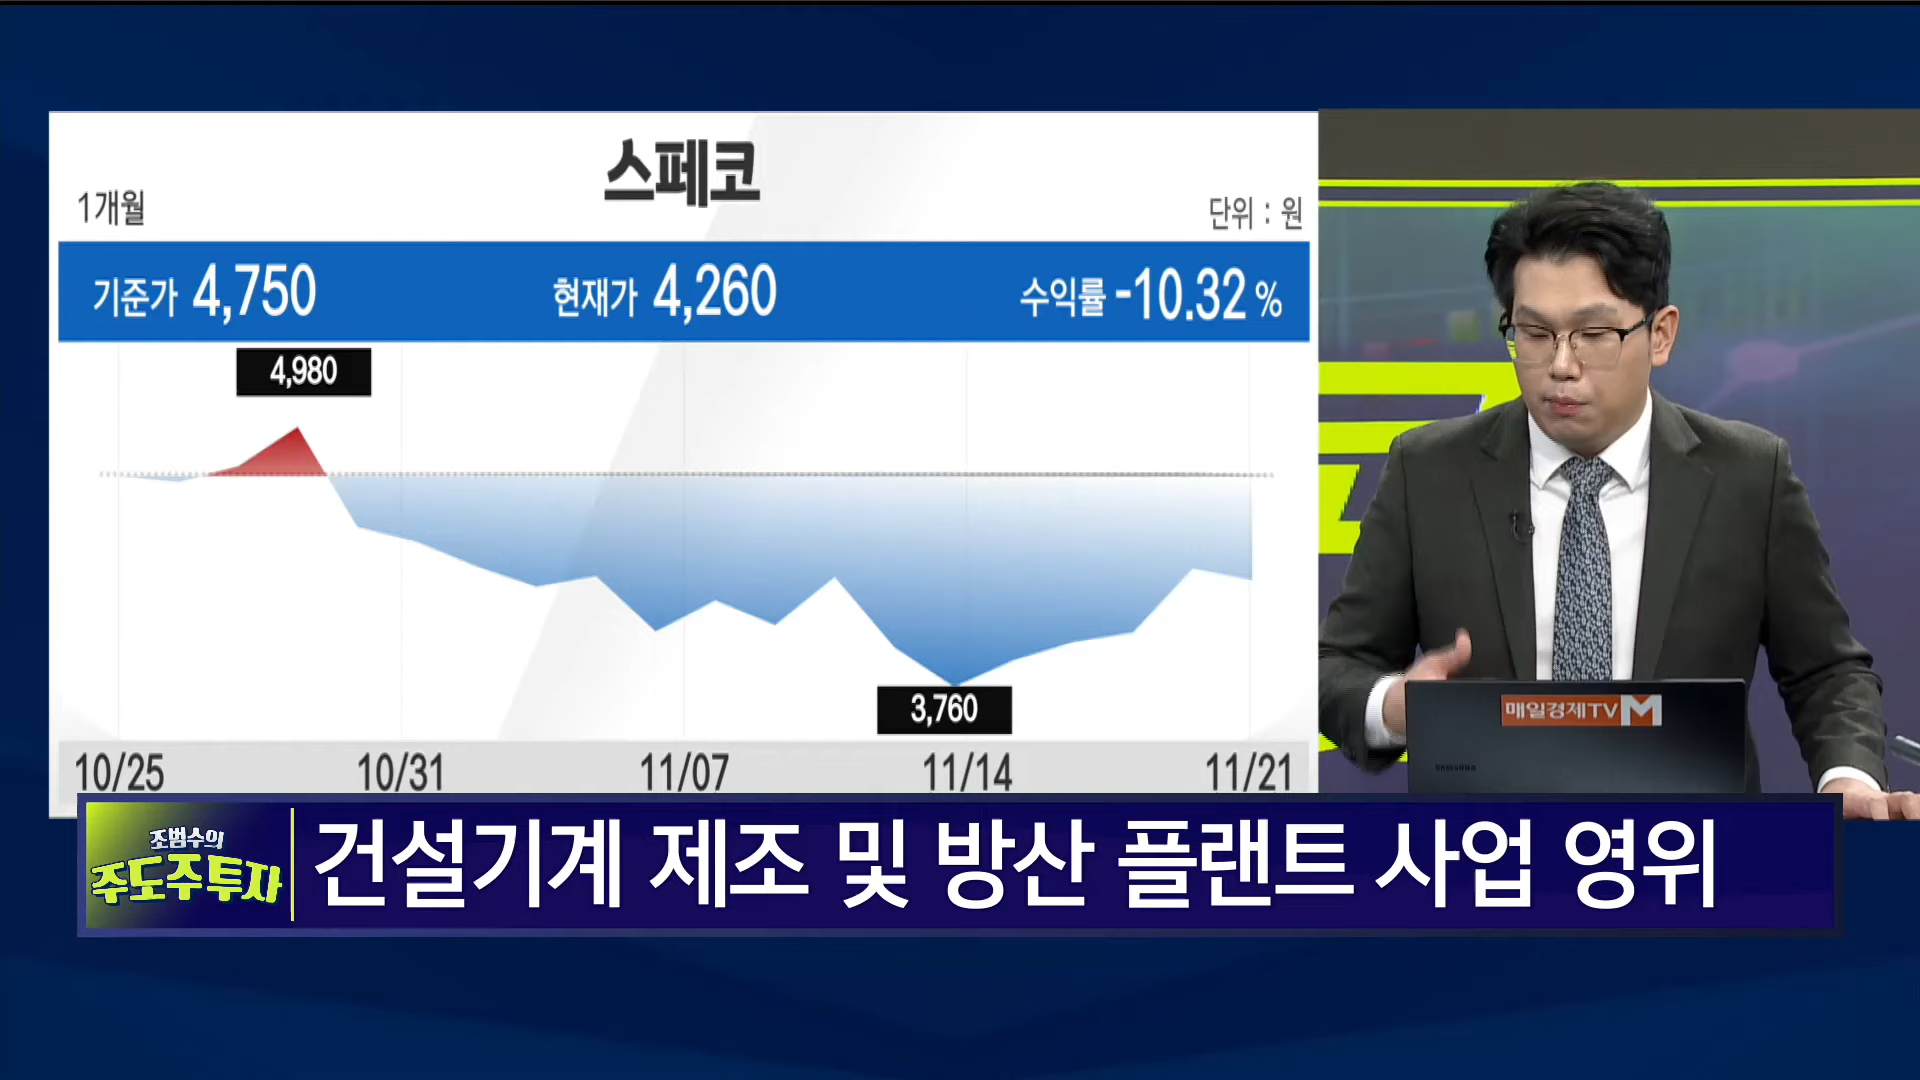 스페코
1개월
단위 : 원
기준가 4,750 현재가 4,260 수익률 -10.32 %
4,980
3,760
10/25 10/31 11/07 11/14 11/21
매일경제TV M
SAMSUNG
조범수의
주도주투자
건설기계 제조 및 방산 플랜트 사업 영위